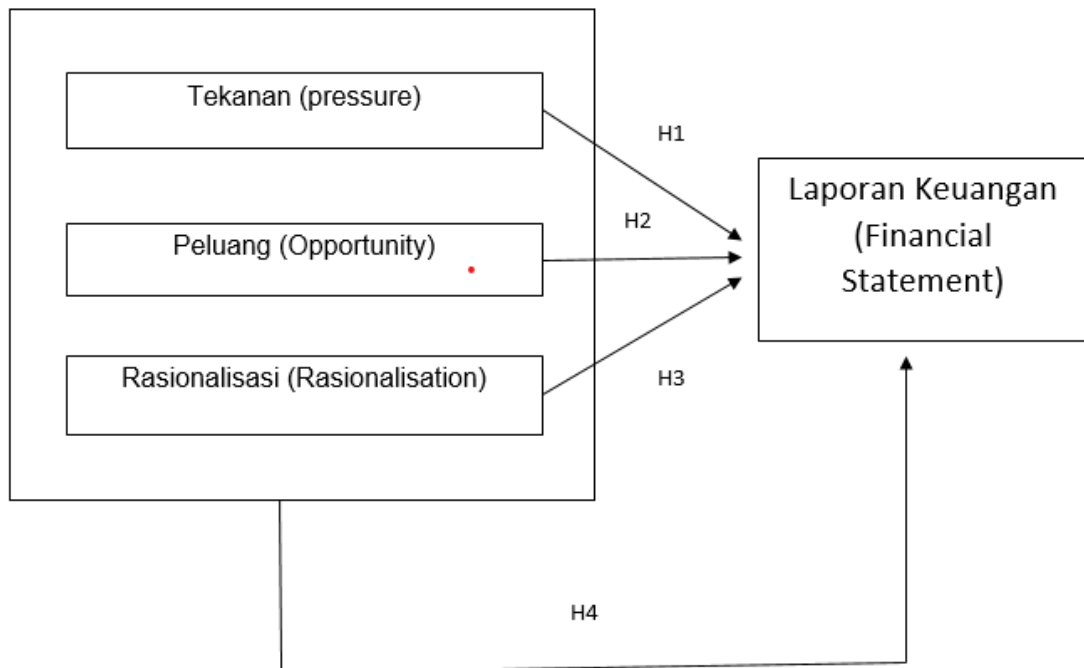 Tekanan (pressure)
H1
Laporan Keuangan
(Financial
Statement)
H2
Peluang (Opportunity)
Rasionalisasi (Rasionalisation)
H3
H4